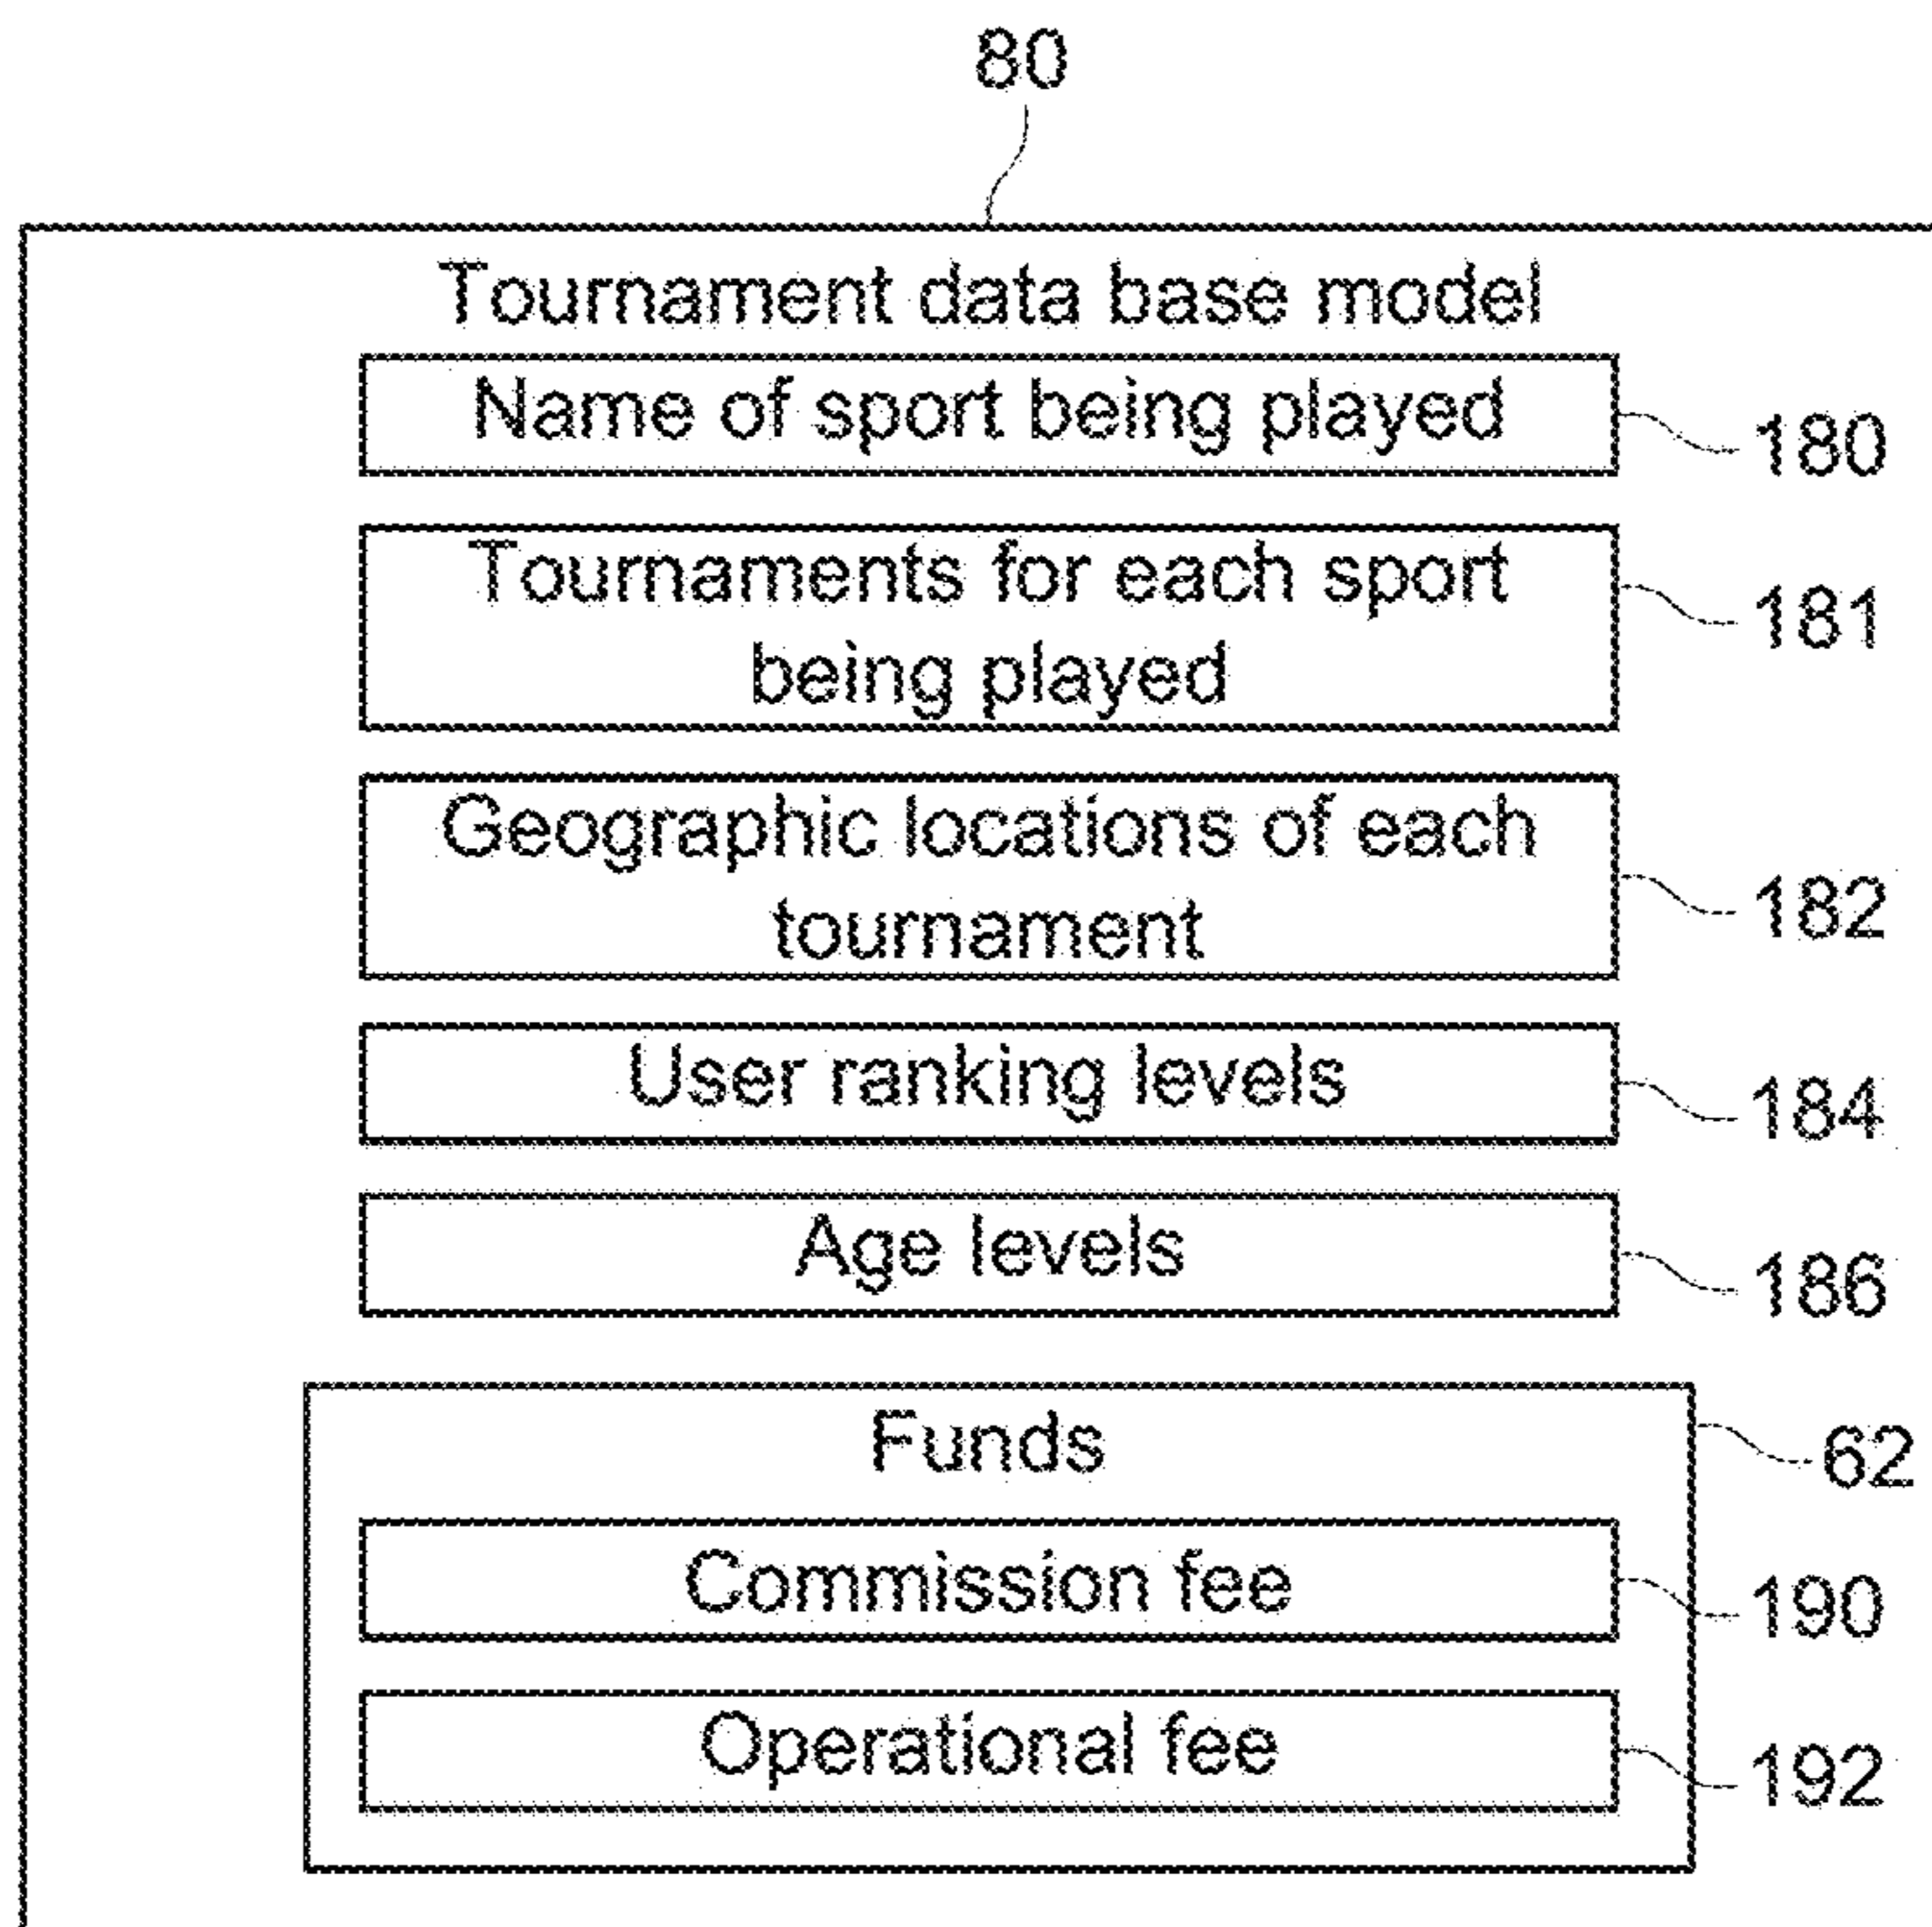 80
Tournament data base model
Name of sport being played
180
Tournaments for each sport
being played
181
Geographic locations of each
tournament
182
User ranking levels
184
Age levels
186
Funds
62
Commission fee
190
Operational fee
192